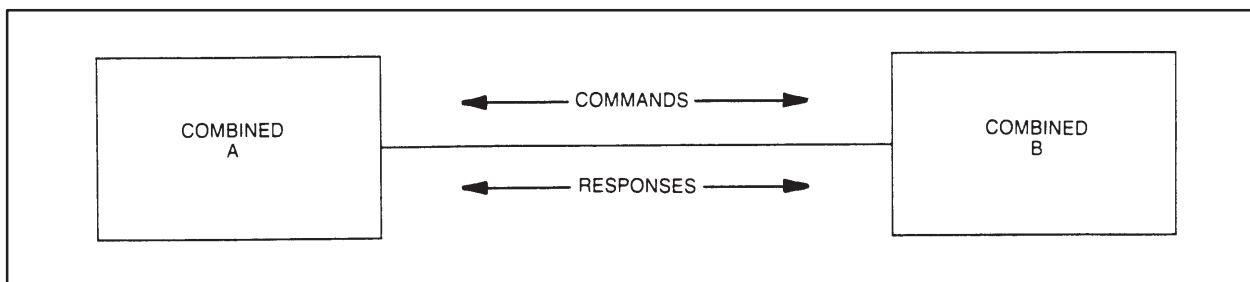 COMBINED
A
COMMANDS
RESPONSES
COMBINED
B